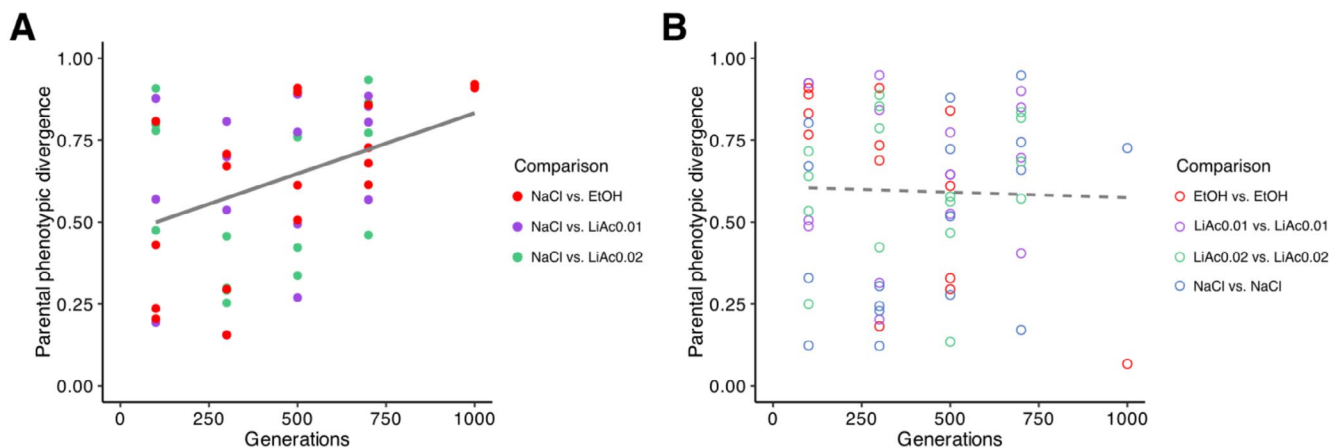 A
1.00
0.75
0.50
0.25
0.00
Parental phenotypic divergence
0
250
500
750
1000
Generations
Comparison
NaCl vs. EtOH
NaCl vs. LiAc0.01
NaCl vs. LiAc0.02
B
1.00
0.75
0.50
0.25
0.00
Parental phenotypic divergence
0
250
500
750
1000
Generations
Comparison
EtOH vs. EtOH
LiAc0.01 vs. LiAc0.01
LiAc0.02 vs. LiAc0.02
NaCl vs. NaCl